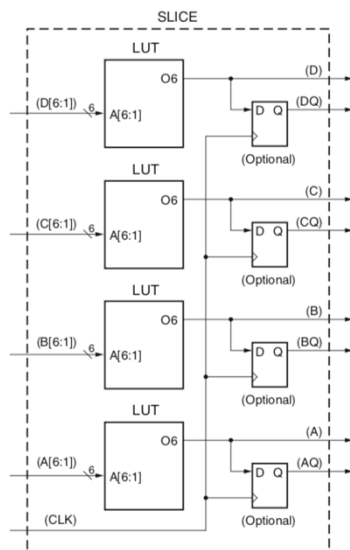 SLICE
LUT
(D)
O6
(D[6:1])
6
A[6:1]
D Q
(DQ)
(Optional)
LUT
(C)
O6
(C[6:1])
6
A[6:1]
D Q
(CQ)
(Optional)
LUT
(B)
O6
(B[6:1])
6
A[6:1]
D Q
(BQ)
(Optional)
LUT
(A)
O6
(A[6:1])
6
A[6:1]
D Q
(AQ)
(CLK)
(Optional)